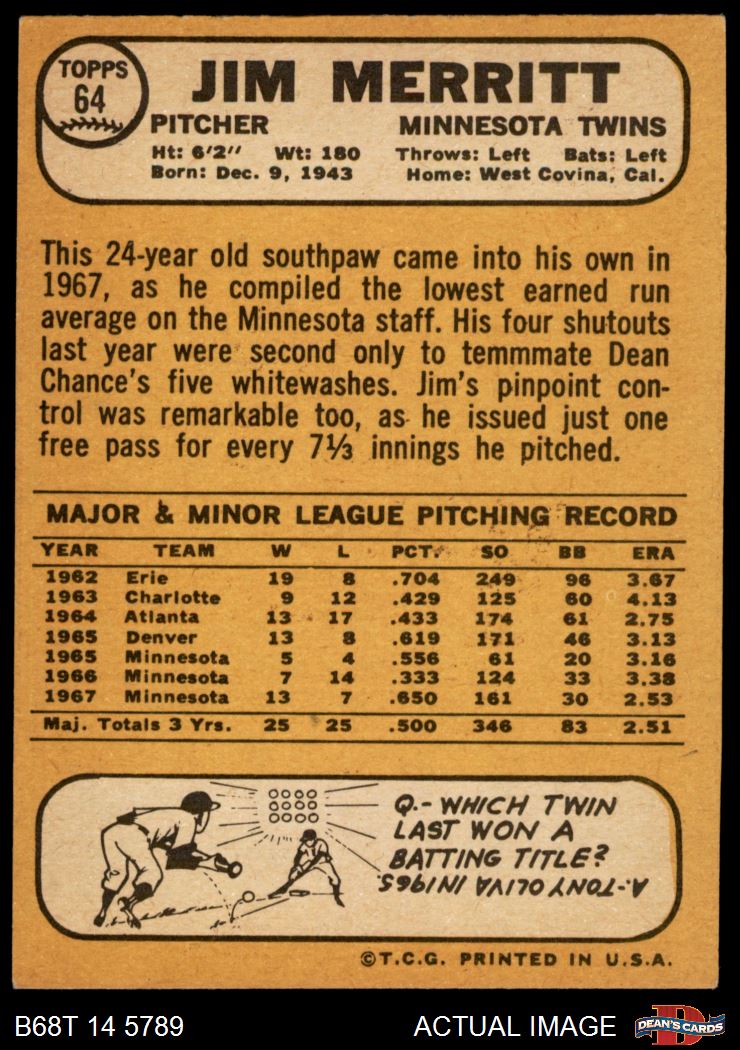 TOPPS
64
JIM MERRITT
PITCHER MINNESOTA TWINS
Ht: 6'2" Wt: 180 Throws: Left Bats: Left
Born: Dec. 9, 1943 Home: West Covina, Cal.
This 24-year old southpaw came into his own in
1967, as he compiled the lowest earned run
average on the Minnesota staff. His four shutouts
last year were second only to temmmate Dean
Chance's five whitewashes. Jim's pinpoint con-
trol was remarkable too, as he issued just one
free pass for every 7⅓ innings he pitched.
MAJOR & MINOR LEAGUE PITCHING RECORD
YEAR TEAM W L PCT. SO BB ERA
1962 Erie 19 8 .704 249 96 3.67
1963 Charlotte 9 12 .429 125 60 4.13
1964 Atlanta 13 17 .433 174 61 2.75
1965 Denver 13 8 .619 171 46 3.13
1965 Minnesota 5 4 .556 61 20 3.16
1966 Minnesota 7 14 .333 124 33 3.38
1967 Minnesota 13 7 .650 161 30 2.53
Maj. Totals 3 Yrs. 25 25 .500 346 83 2.51
Q.- WHICH TWIN
LAST WON A
BATTING TITLE?
A-TONY OLIVA IN 1965
©T.C.G. PRINTED IN U.S.A.
B68T 14 5789 ACTUAL IMAGE D DEAN'S CARDS